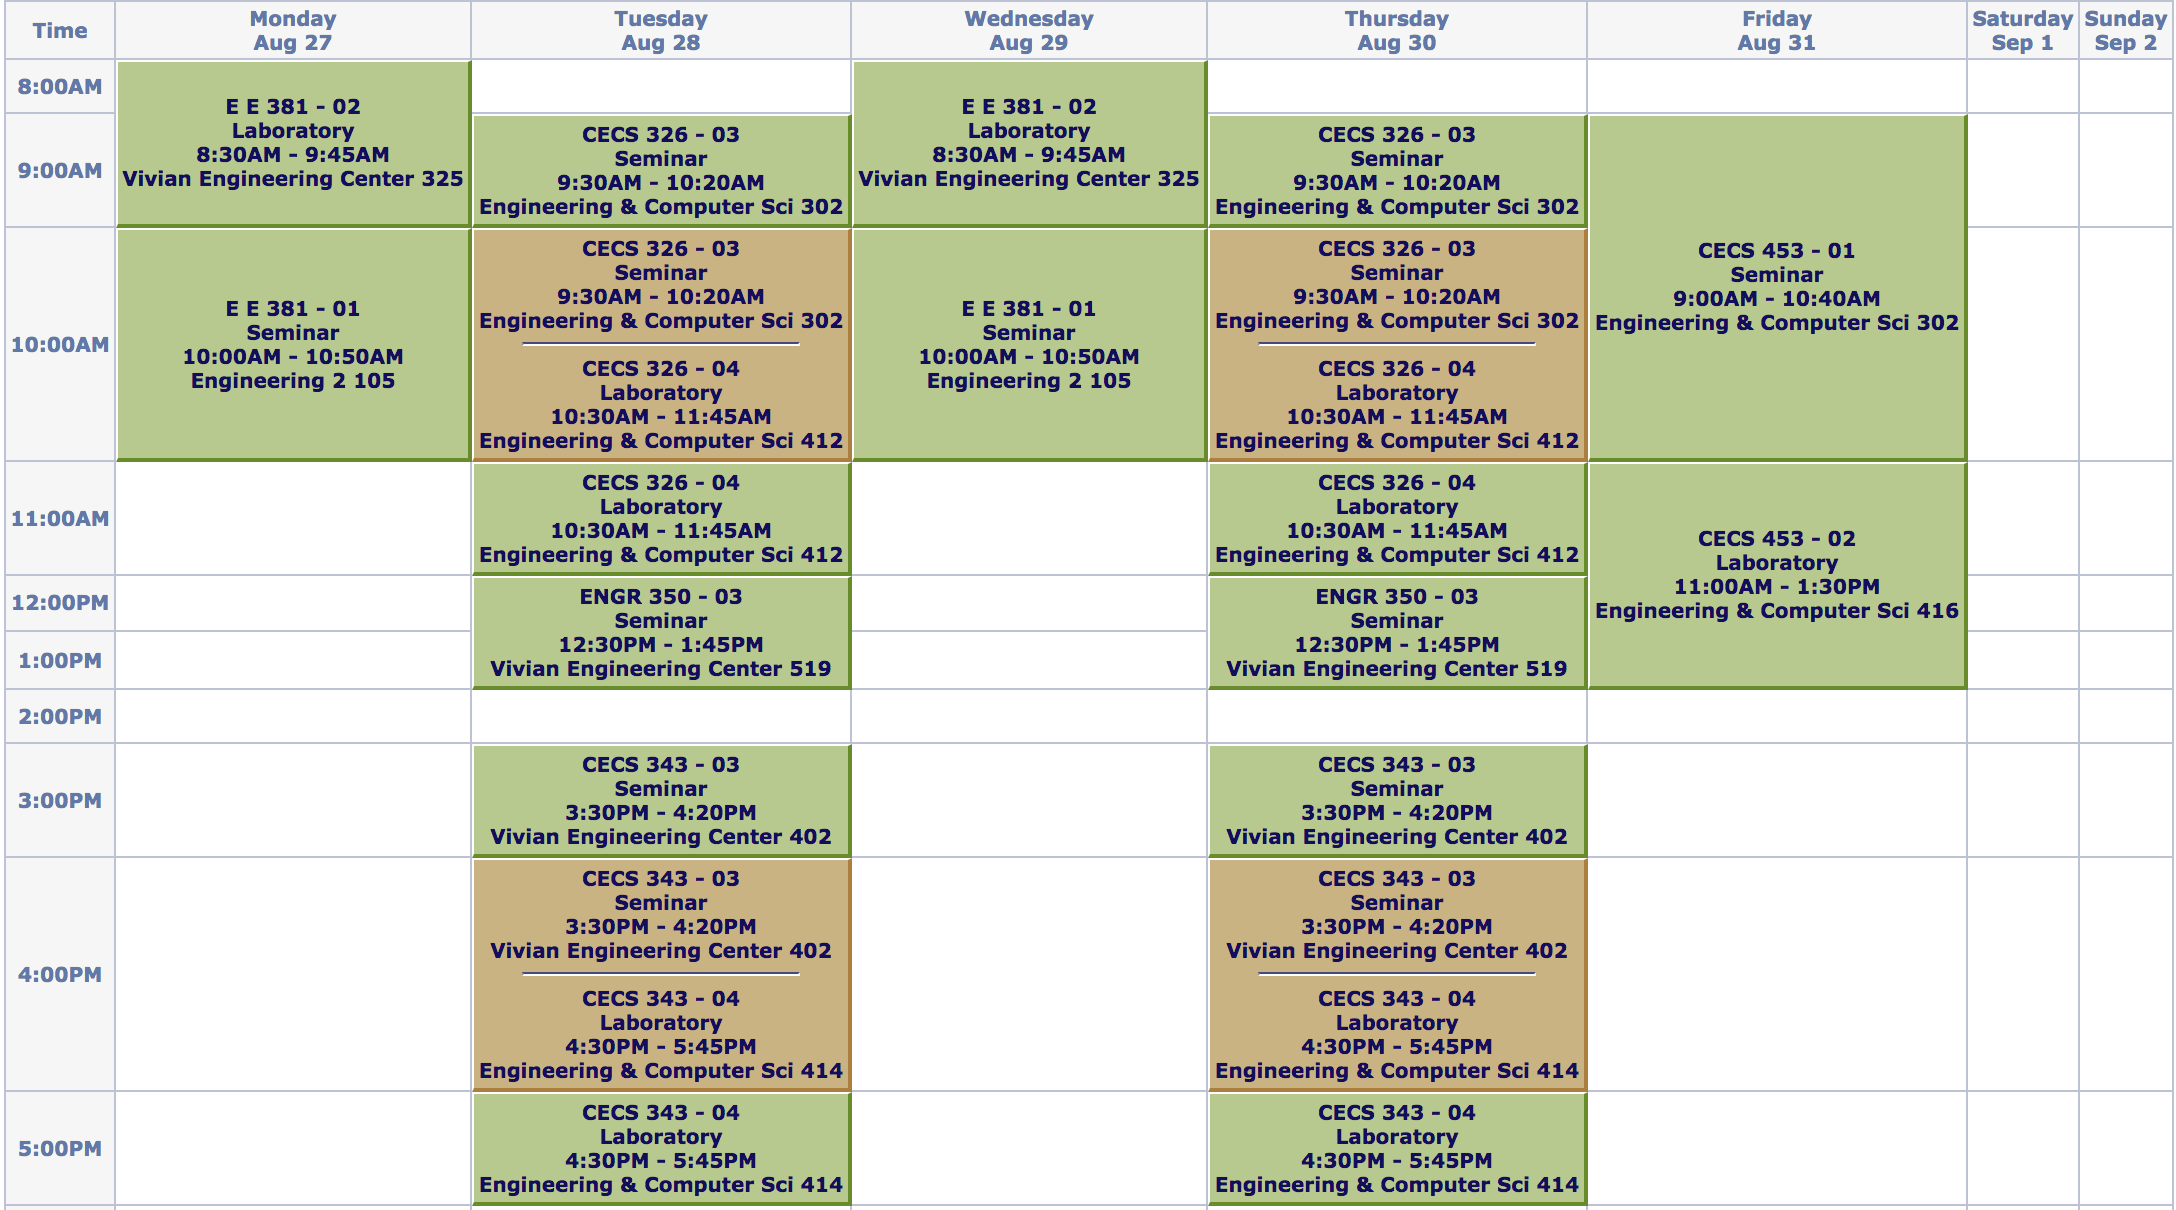 Time
Monday
Aug 27
Tuesday
Aug 28
Wednesday
Aug 29
Thursday
Aug 30
Friday
Aug 31
Saturday
Sep 1
Sunday
Sep 2
8:00AM
E E 381 - 02
Laboratory
8:30AM - 9:45AM
Vivian Engineering Center 325
E E 381 - 02
Laboratory
8:30AM - 9:45AM
Vivian Engineering Center 325
9:00AM
CECS 326 - 03
Seminar
9:30AM - 10:20AM
Engineering & Computer Sci 302
CECS 326 - 03
Seminar
9:30AM - 10:20AM
Engineering & Computer Sci 302
CECS 453 - 01
Seminar
9:00AM - 10:40AM
Engineering & Computer Sci 302
10:00AM
E E 381 - 01
Seminar
10:00AM - 10:50AM
Engineering 2 105
CECS 326 - 03
Seminar
9:30AM - 10:20AM
Engineering & Computer Sci 302
CECS 326 - 04
Laboratory
10:30AM - 11:45AM
Engineering & Computer Sci 412
E E 381 - 01
Seminar
10:00AM - 10:50AM
Engineering 2 105
CECS 326 - 03
Seminar
9:30AM - 10:20AM
Engineering & Computer Sci 302
CECS 326 - 04
Laboratory
10:30AM - 11:45AM
Engineering & Computer Sci 412
11:00AM
CECS 326 - 04
Laboratory
10:30AM - 11:45AM
Engineering & Computer Sci 412
CECS 326 - 04
Laboratory
10:30AM - 11:45AM
Engineering & Computer Sci 412
CECS 453 - 02
Laboratory
11:00AM - 1:30PM
Engineering & Computer Sci 416
12:00PM
ENGR 350 - 03
Seminar
12:30PM - 1:45PM
Vivian Engineering Center 519
ENGR 350 - 03
Seminar
12:30PM - 1:45PM
Vivian Engineering Center 519
1:00PM
2:00PM
3:00PM
CECS 343 - 03
Seminar
3:30PM - 4:20PM
Vivian Engineering Center 402
CECS 343 - 03
Seminar
3:30PM - 4:20PM
Vivian Engineering Center 402
4:00PM
CECS 343 - 03
Seminar
3:30PM - 4:20PM
Vivian Engineering Center 402
CECS 343 - 04
Laboratory
4:30PM - 5:45PM
Engineering & Computer Sci 414
CECS 343 - 03
Seminar
3:30PM - 4:20PM
Vivian Engineering Center 402
CECS 343 - 04
Laboratory
4:30PM - 5:45PM
Engineering & Computer Sci 414
5:00PM
CECS 343 - 04
Laboratory
4:30PM - 5:45PM
Engineering & Computer Sci 414
CECS 343 - 04
Laboratory
4:30PM - 5:45PM
Engineering & Computer Sci 414